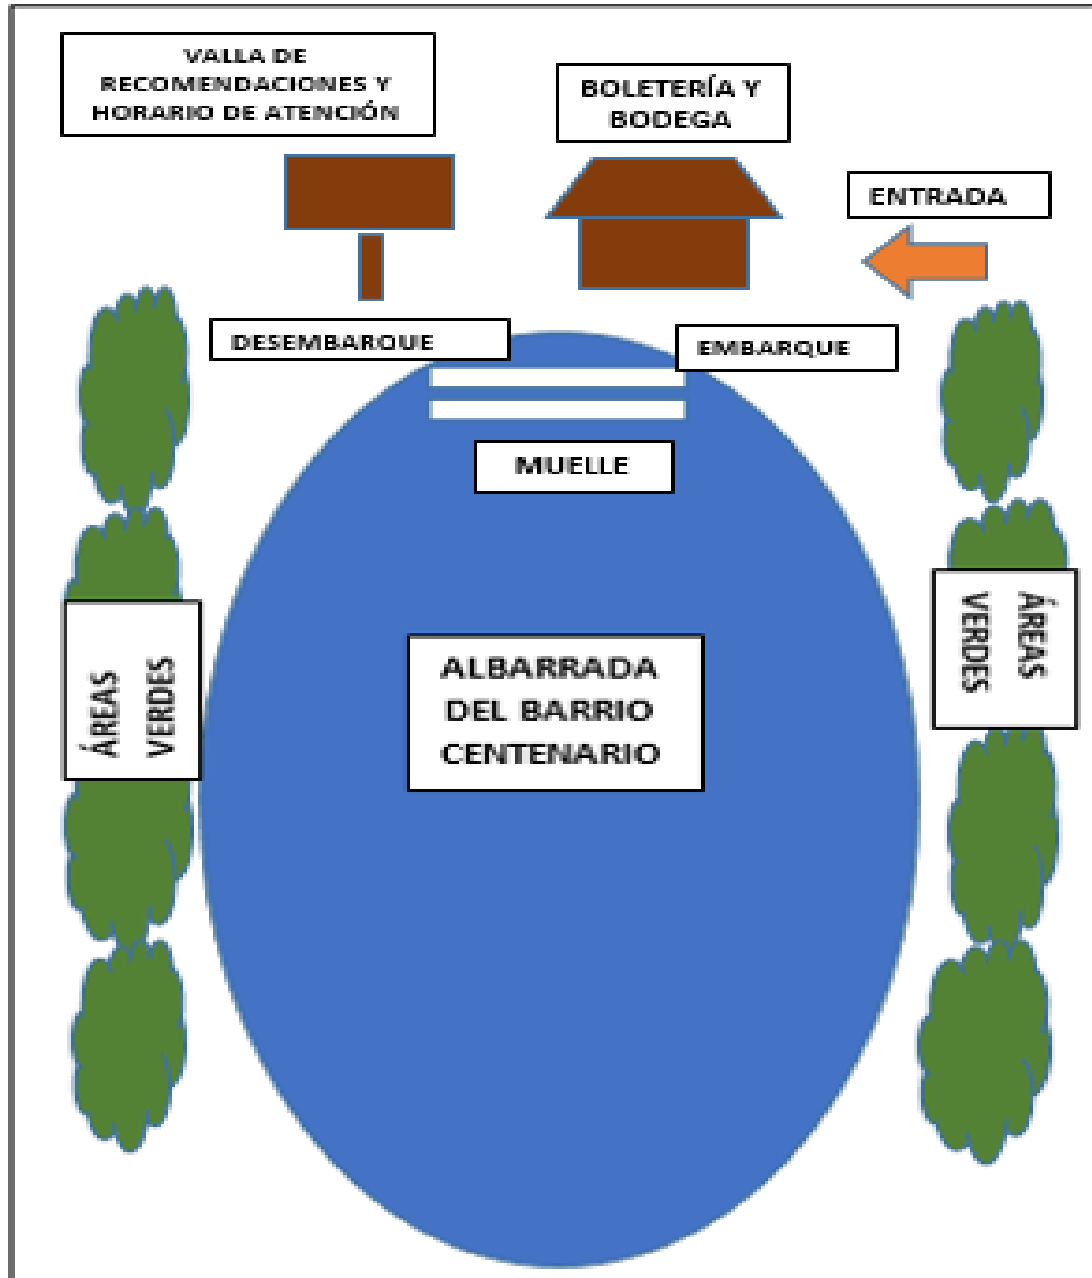 VALLA DE
RECOMENDACIONES Y
HORARIO DE ATENCIÓN
BOLETERÍA Y
BODEGA
ENTRADA
DESEMBARQUE
EMBARQUE
MUELLE
ÁREAS
VERDES
ALBARRADA
DEL BARRIO
CENTENARIO
ÁREAS
VERDES